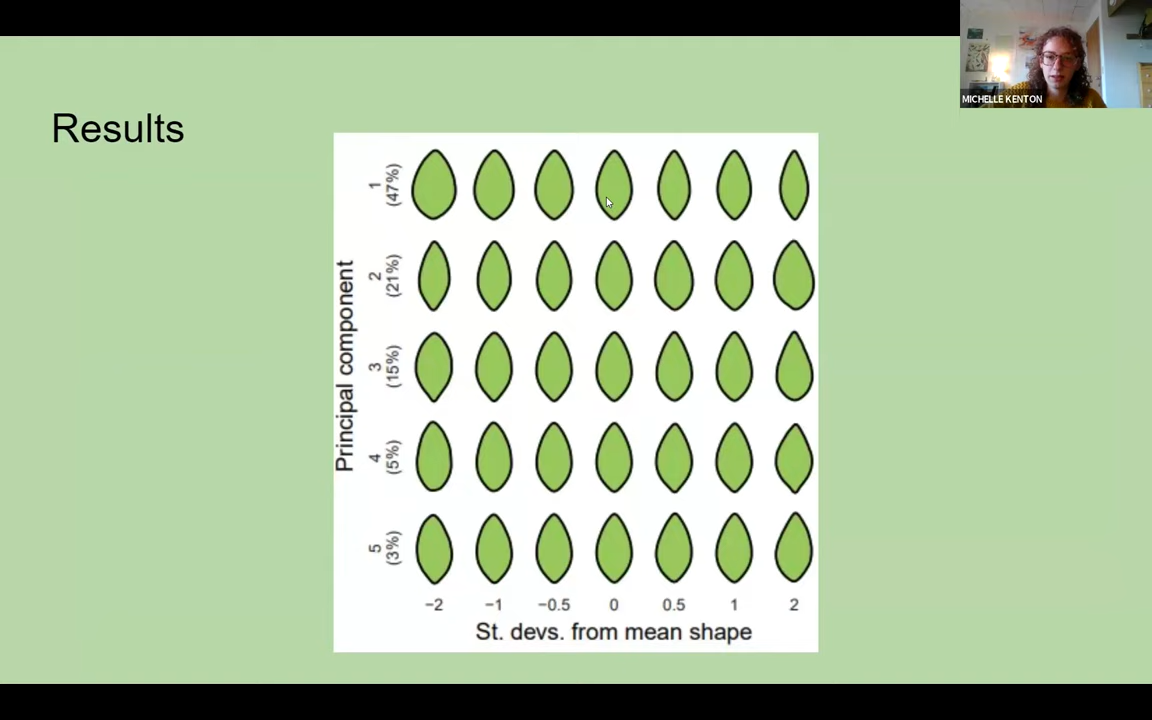 MICHELLE KENTON
Results
Principal component
1
(47%)
2
(21%)
3
(15%)
4
(5%)
5
(3%)
−2 −1 −0.5 0 0.5 1 2
St. devs. from mean shape